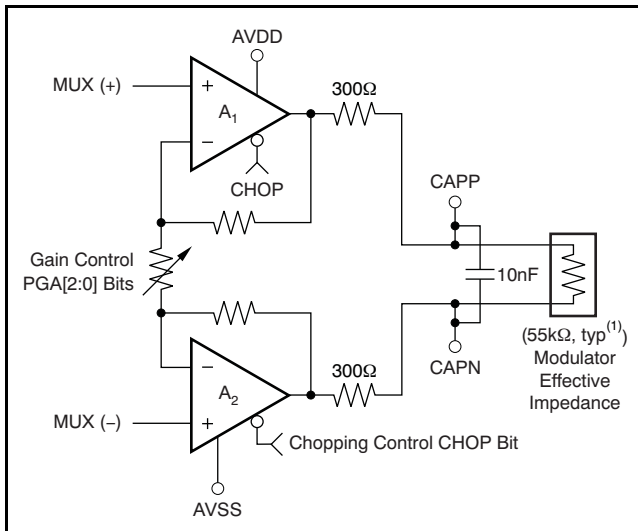 AVDD
MUX (+)
+
A1
−
300Ω
CHOP
CAPP
Gain Control
PGA[2:0] Bits
10nF
(55kΩ, typ(1))
Modulator
Effective
Impedance
CAPN
300Ω
−
A2
+
MUX (−)
Chopping Control CHOP Bit
AVSS